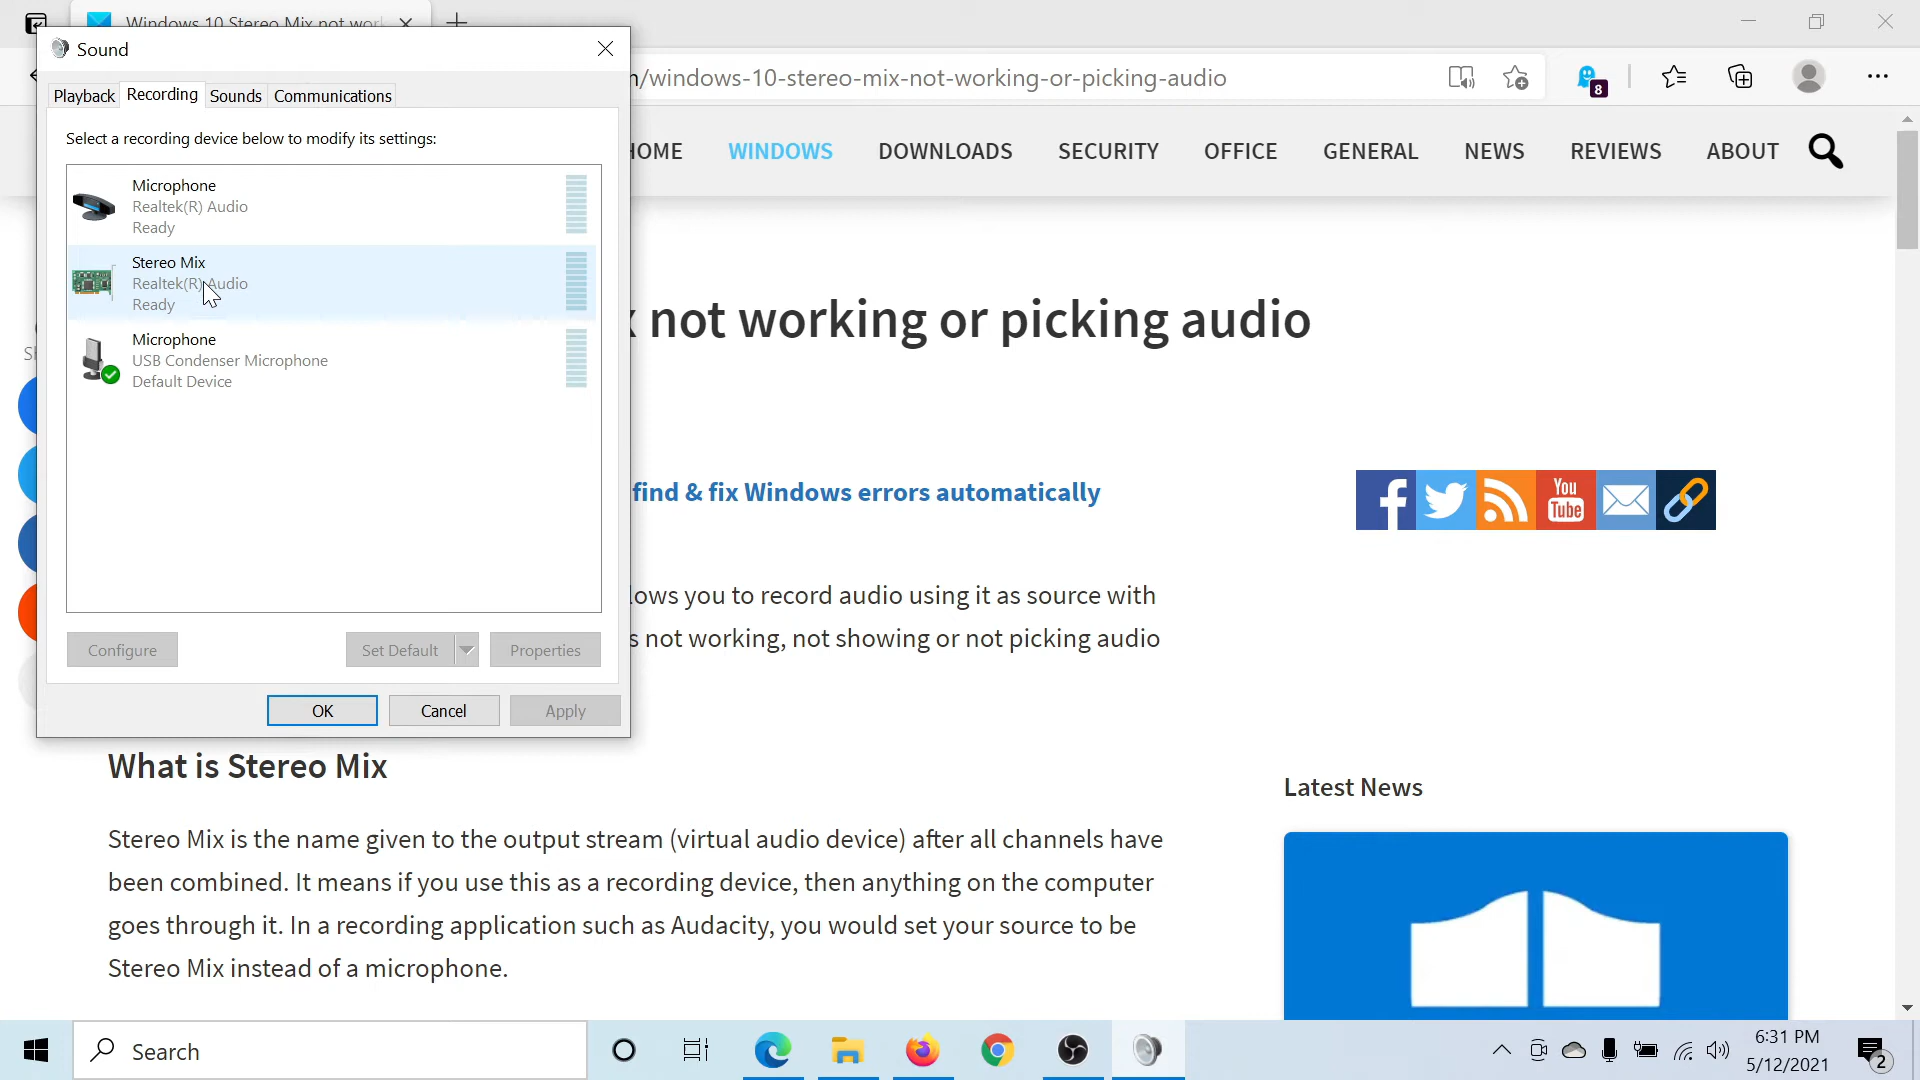 Windows 10 Stereo Mix not wor
Sound
/windows-10-stereo-mix-not-working-or-picking-audio
8
Playback Recording Sounds Communications
Select a recording device below to modify its settings:
Microphone
Realtek(R) Audio
Ready
Stereo Mix
Realtek(R) Audio
Ready
Microphone
USB Condenser Microphone
Default Device
Configure Set Default Properties
OK Cancel Apply
HOME WINDOWS DOWNLOADS SECURITY OFFICE GENERAL NEWS REVIEWS ABOUT
not working or picking audio
find & fix Windows errors automatically
You
Tube
lows you to record audio using it as source with
s not working, not showing or not picking audio
What is Stereo Mix
Latest News
Stereo Mix is the name given to the output stream (virtual audio device) after all channels have
been combined. It means if you use this as a recording device, then anything on the computer
goes through it. In a recording application such as Audacity, you would set your source to be
Stereo Mix instead of a microphone.
Search
6:31 PM
5/12/2021
2